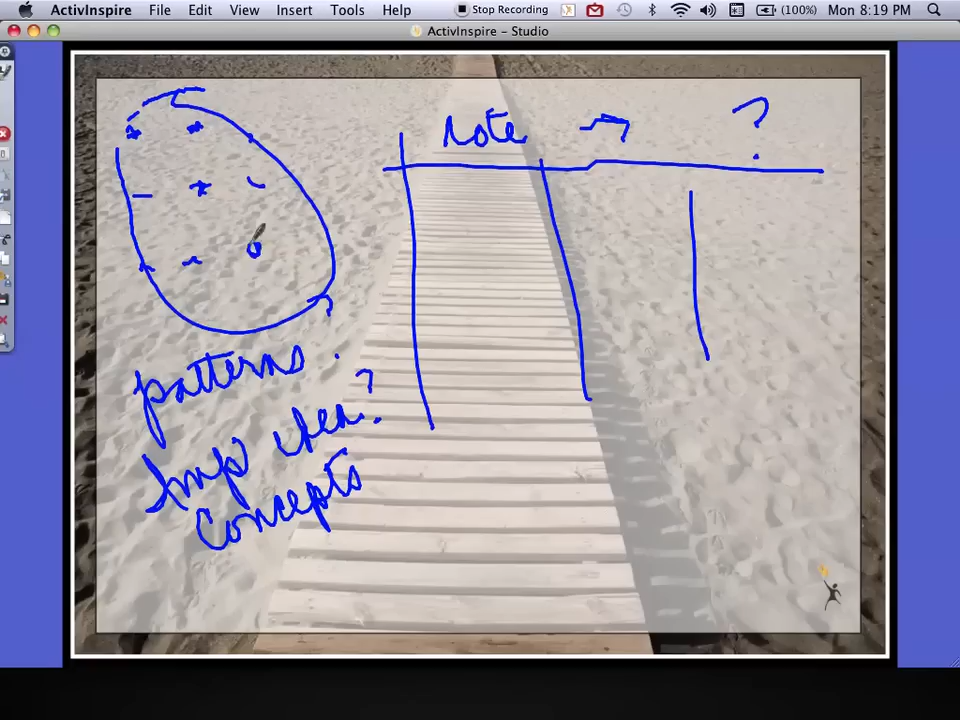 ActivInspire File Edit View Insert Tools Help Stop Recording (100%) Mon 8:19 PM
ActivInspire – Studio
Note → ?
patterns ?
Imp idea ?
Concepts